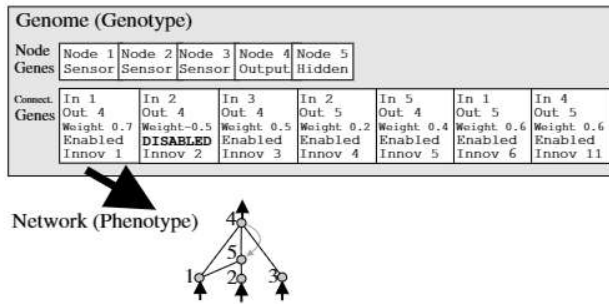 Genome (Genotype)
Node Genes
Node 1 Sensor
Node 2 Sensor
Node 3 Sensor
Node 4 Output
Node 5 Hidden
Connect. Genes
In 1
Out 4
Weight 0.7
Enabled
Innov 1
In 2
Out 4
Weight-0.5
DISABLED
Innov 2
In 3
Out 4
Weight 0.5
Enabled
Innov 3
In 2
Out 5
Weight 0.2
Enabled
Innov 4
In 5
Out 4
Weight 0.4
Enabled
Innov 5
In 1
Out 5
Weight 0.6
Enabled
Innov 6
In 4
Out 5
Weight 0.6
Enabled
Innov 11
Network (Phenotype)
4
5
1 2 3